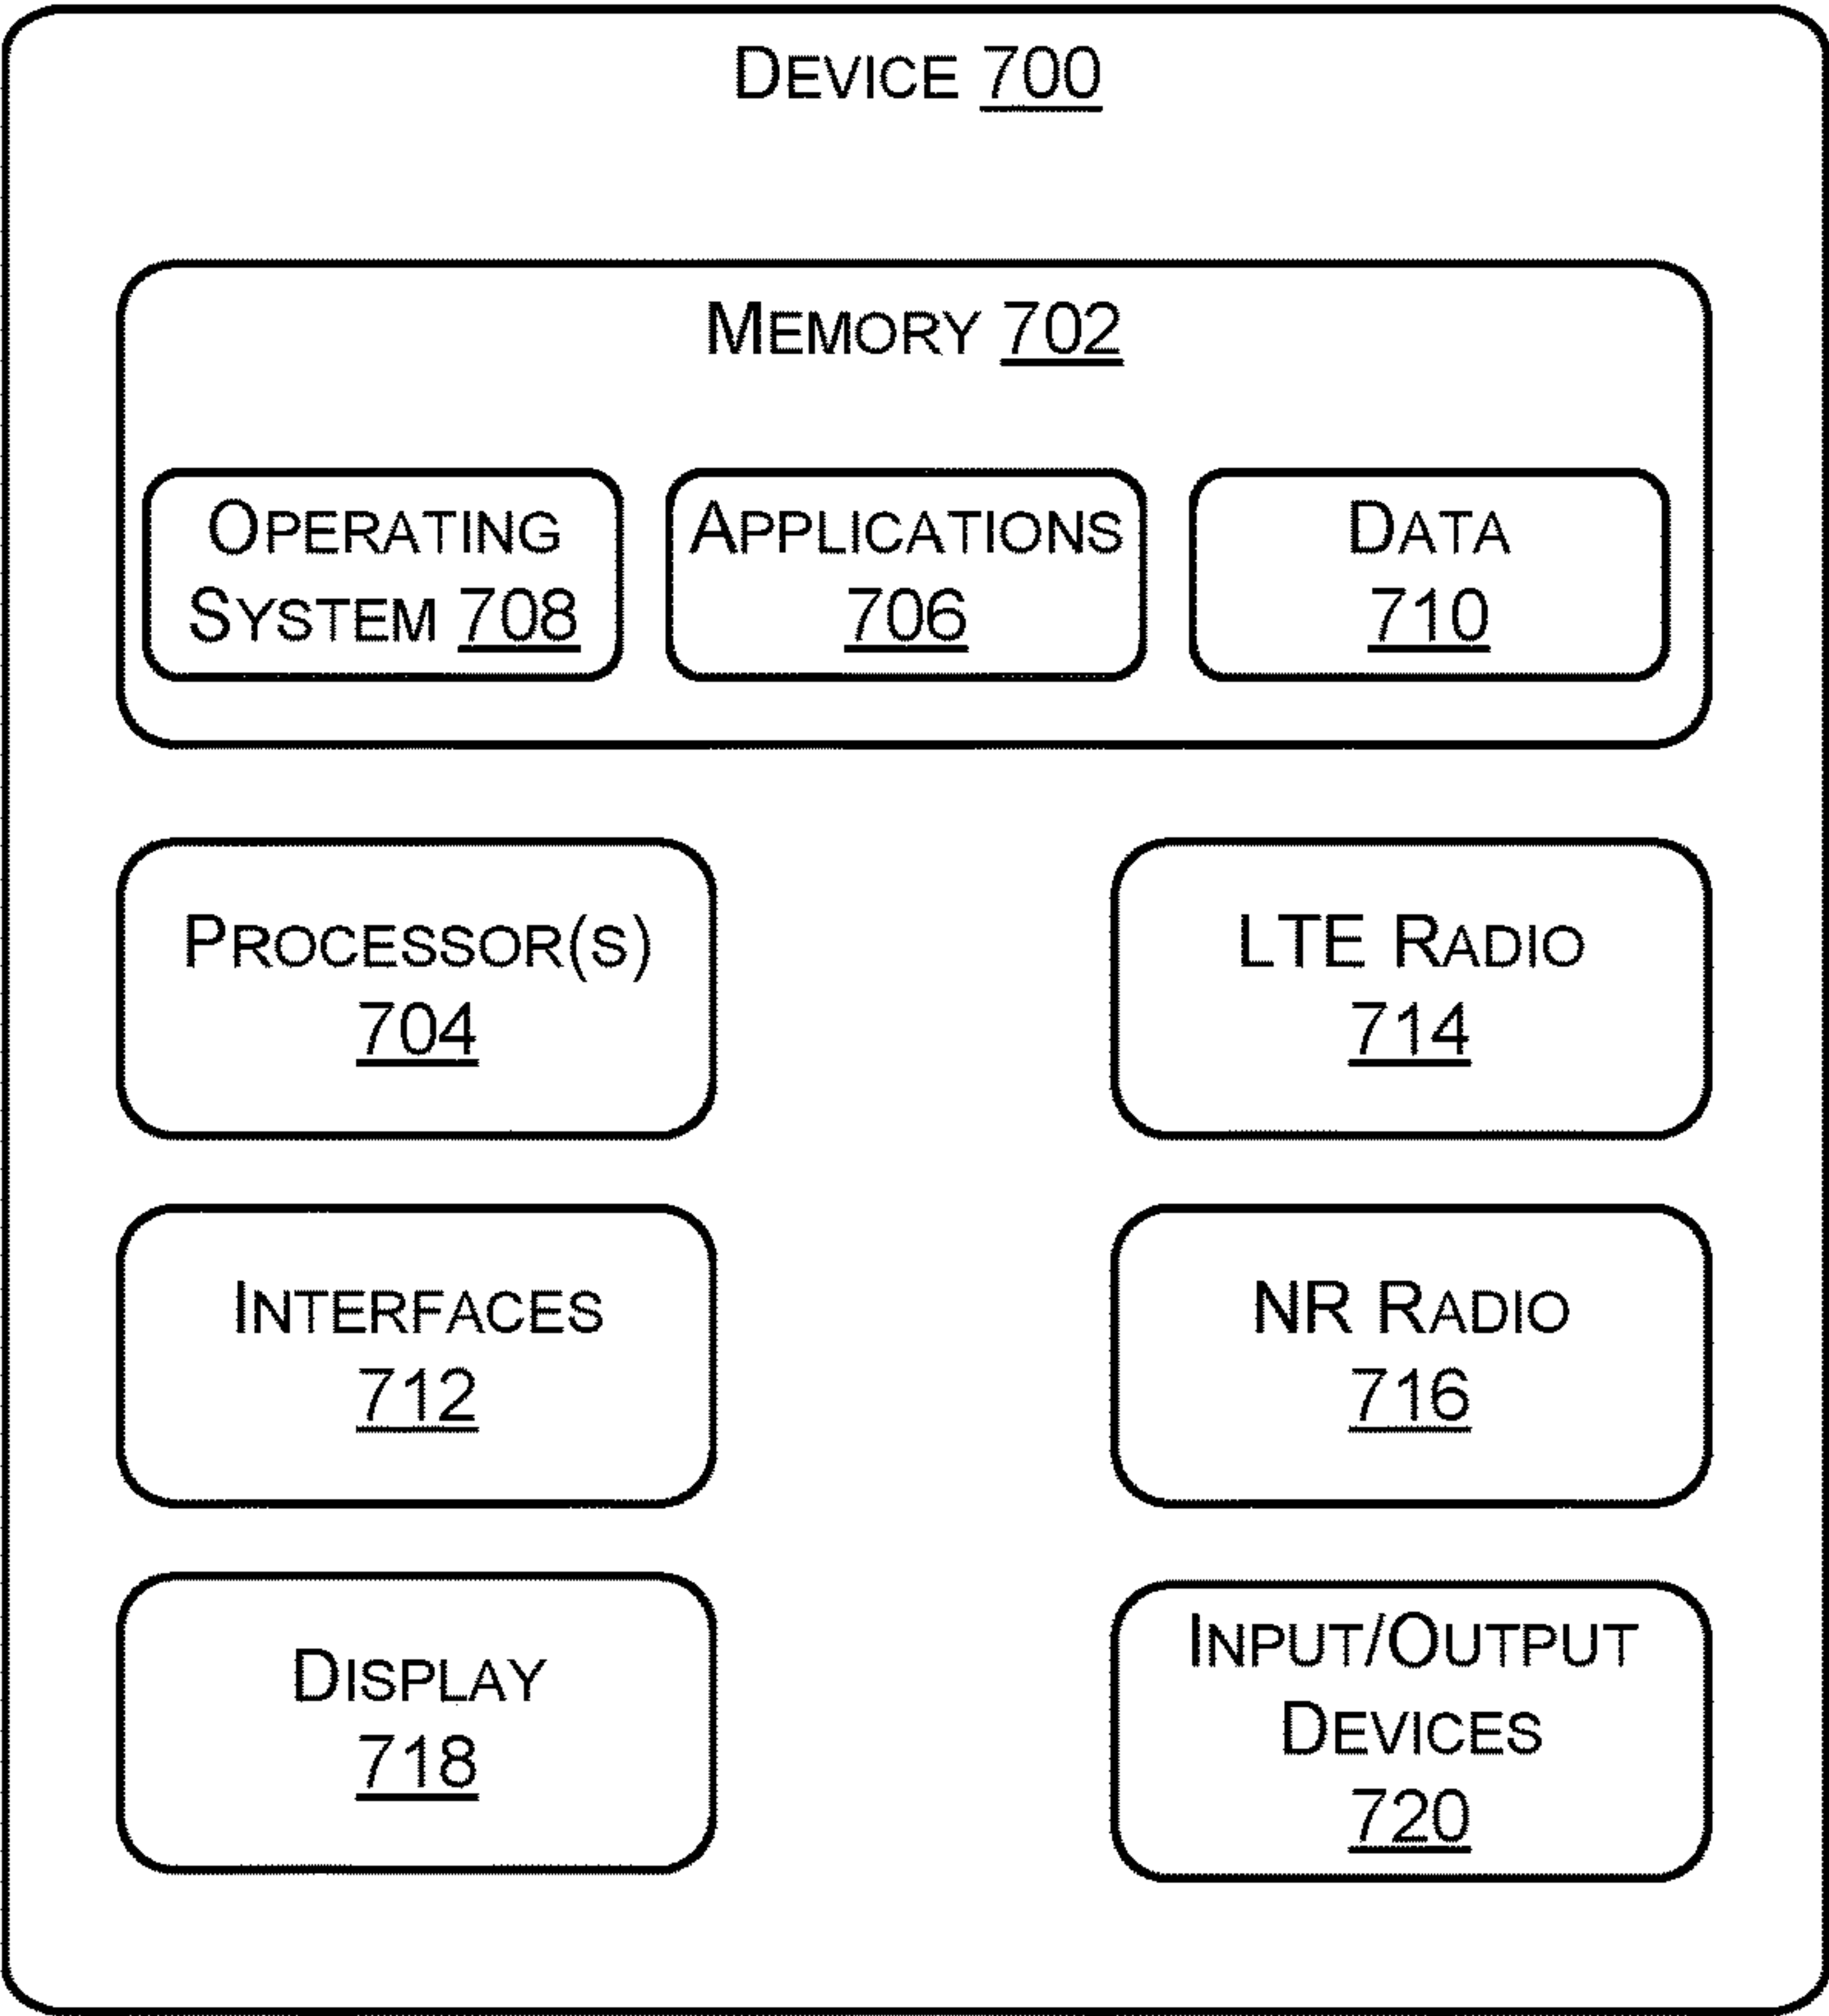 DEVICE 700
MEMORY 702
OPERATING
SYSTEM 708
APPLICATIONS
706
DATA
710
PROCESSOR(S)
704
LTE RADIO
714
INTERFACES
712
NR RADIO
716
DISPLAY
718
INPUT/OUTPUT
DEVICES
720